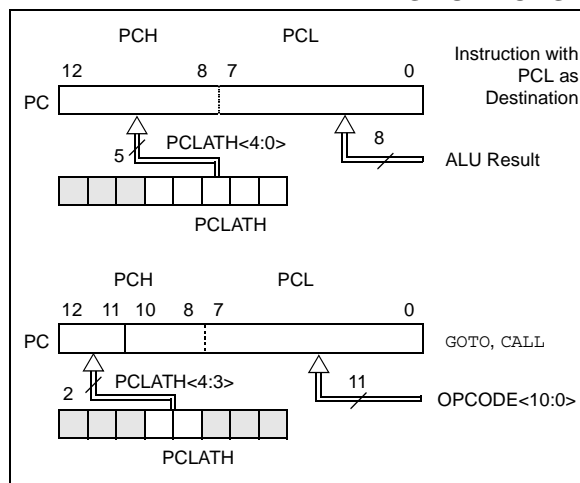 PCH PCL
12 8 7 0
Instruction with
PCL as
Destination
PC
5 PCLATH<4:0>
8
ALU Result
PCLATH
PCH PCL
12 11 10 8 7 0
PC
GOTO, CALL
2 PCLATH<4:3>
11
OPCODE<10:0>
PCLATH